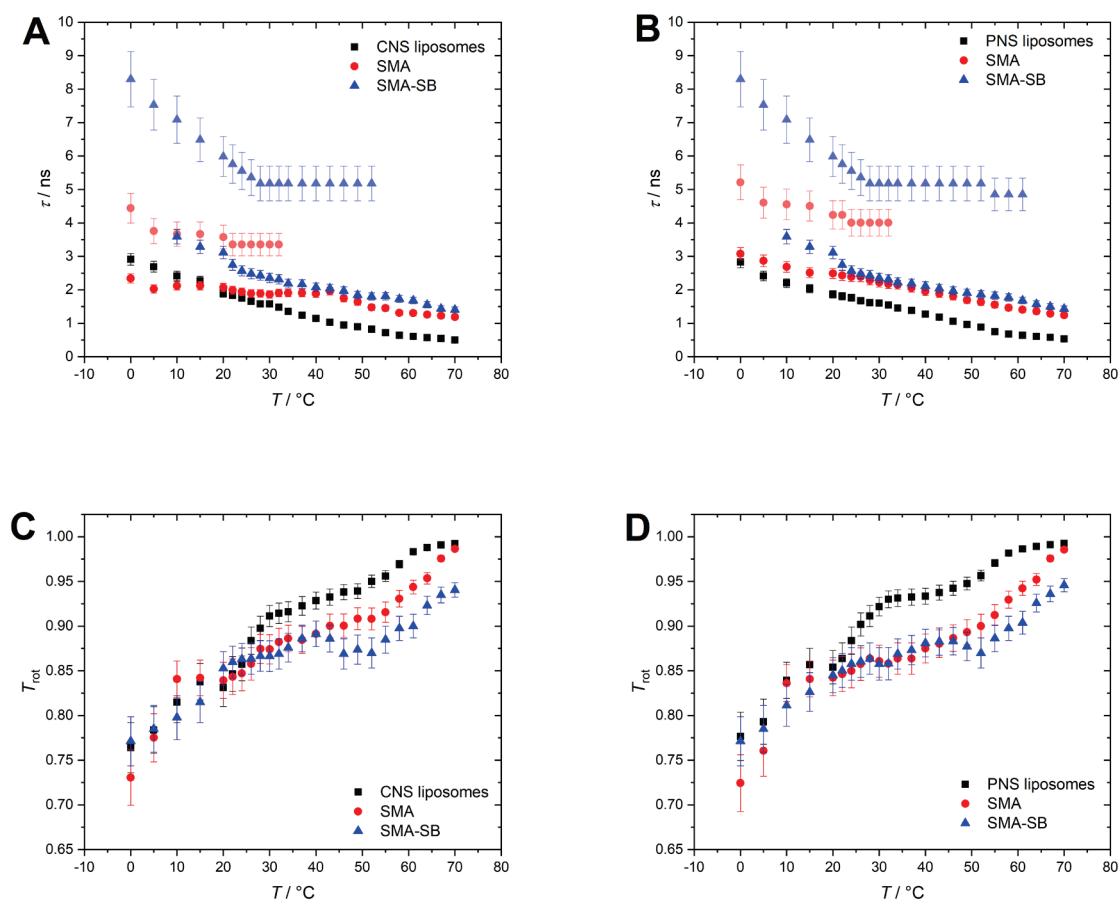 A
CNS liposomes
SMA
SMA-SB
10
9
8
7
6
5
4
3
2
1
0
τ / ns
-10 0 10 20 30 40 50 60 70 80
T / °C
B
PNS liposomes
SMA
SMA-SB
10
9
8
7
6
5
4
3
2
1
0
τ / ns
-10 0 10 20 30 40 50 60 70 80
T / °C
C
1.00
0.95
0.90
0.85
0.80
0.75
0.70
0.65
Trot
CNS liposomes
SMA
SMA-SB
-10 0 10 20 30 40 50 60 70 80
T / °C
D
1.00
0.95
0.90
0.85
0.80
0.75
0.70
0.65
Trot
PNS liposomes
SMA
SMA-SB
-10 0 10 20 30 40 50 60 70 80
T / °C